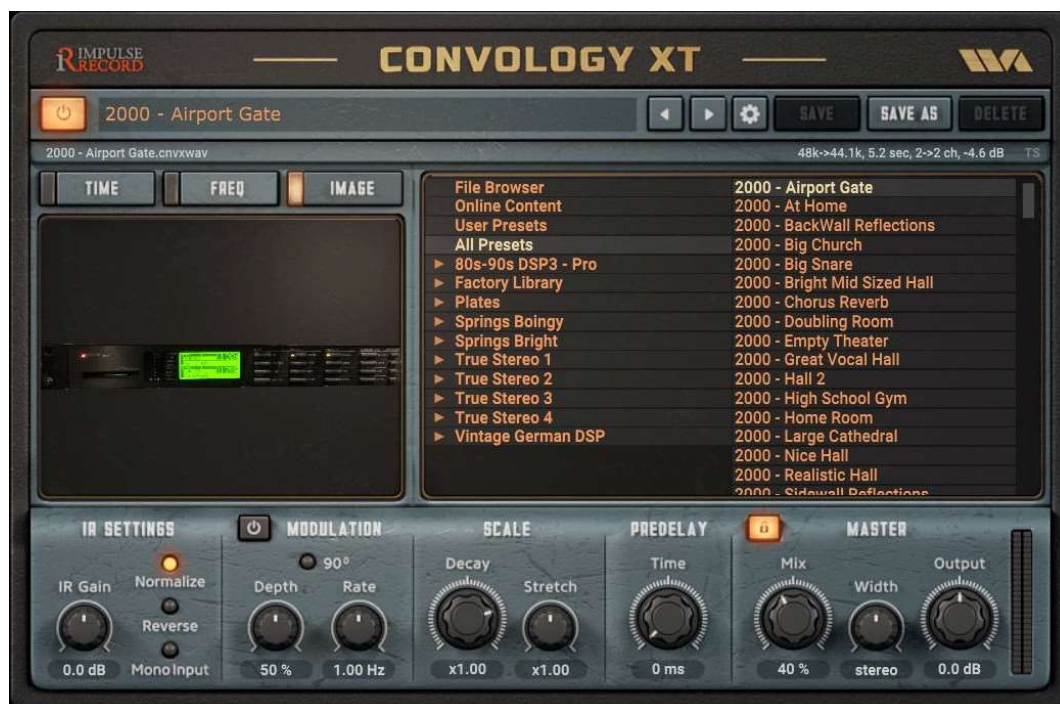 IMPULSE
RECORD
CONVOLOGY XT
2000 - Airport Gate
SAVE
SAVE AS
DELETE
2000 - Airport Gate.cnvxwav
48k->44.1k, 5.2 sec, 2->2 ch, -4.6 dB
TS
TIME
FREQ
IMAGE
File Browser
Online Content
User Presets
All Presets
80s-90s DSP3 - Pro
Factory Library
Plates
Springs Boingy
Springs Bright
True Stereo 1
True Stereo 2
True Stereo 3
True Stereo 4
Vintage German DSP
2000 - Airport Gate
2000 - At Home
2000 - BackWall Reflections
2000 - Big Church
2000 - Big Snare
2000 - Bright Mid Sized Hall
2000 - Chorus Reverb
2000 - Doubling Room
2000 - Empty Theater
2000 - Great Vocal Hall
2000 - Hall 2
2000 - High School Gym
2000 - Home Room
2000 - Large Cathedral
2000 - Nice Hall
2000 - Realistic Hall
2000 - Sidewall Reflections
IR SETTINGS
MODULATION
SCALE
PREDELAY
MASTER
IR Gain
Normalize
Reverse
Mono Input
0.0 dB
90°
Depth
Rate
50 %
1.00 Hz
Decay
Stretch
x1.00
x1.00
Time
0 ms
Mix
Width
Output
40 %
stereo
0.0 dB